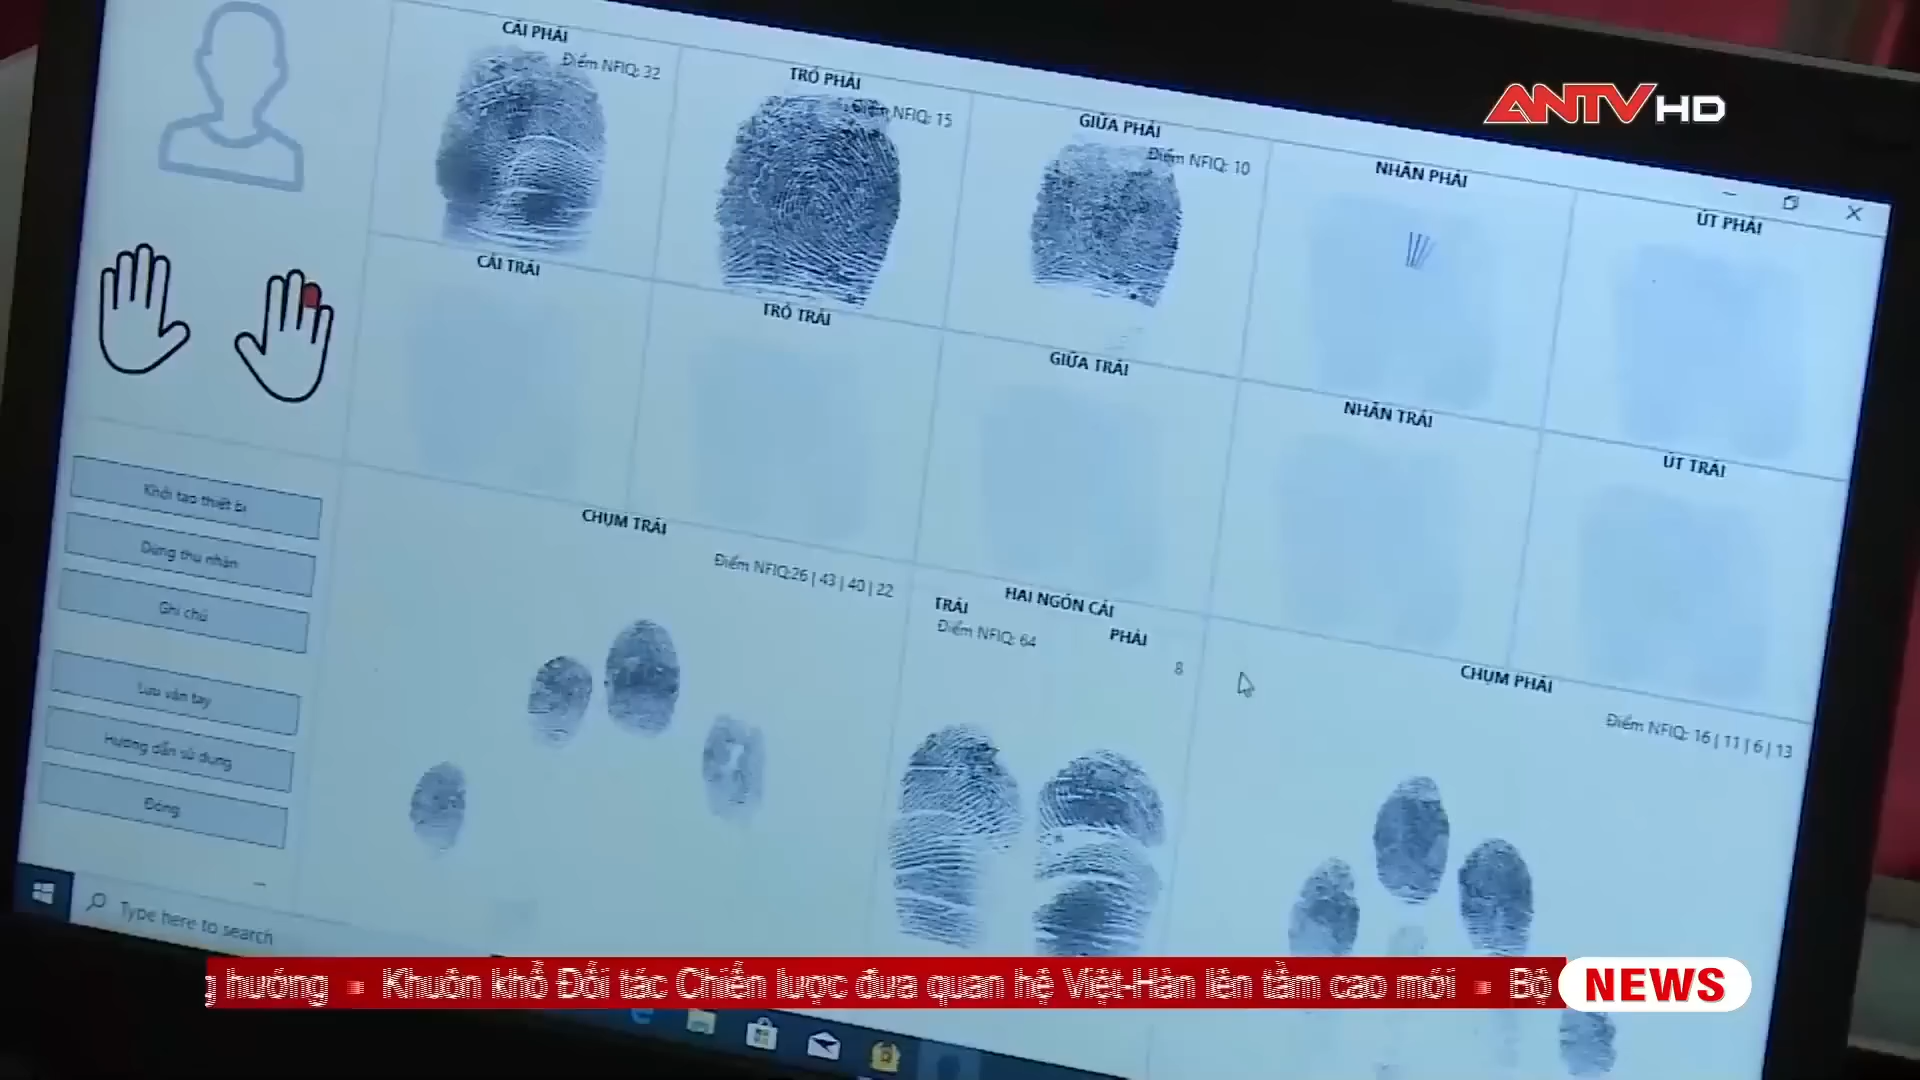 CÁI PHẢI
Điểm NFIQ: 32
TRỎ PHẢI
Điểm NFIQ: 15
GIỮA PHẢI
Điểm NFIQ: 10
NHẪN PHẢI
ÚT PHẢI
ANTV HD
CÁI TRÁI
TRỎ TRÁI
GIỮA TRÁI
NHẪN TRÁI
ÚT TRÁI
Khởi tạo thiết bị
Dừng thu nhận
Ghi chú
Lưu vân tay
Hướng dẫn sử dụng
Đóng
CHỤM TRÁI
Điểm NFIQ:26 | 43 | 40 | 22
HAI NGÓN CÁI
TRÁI
PHẢI
Điểm NFIQ: 64
8
CHỤM PHẢI
Điểm NFIQ: 16 | 11 | 6 | 13
Type here to search
g hướng ▪ Khuôn khổ Đối tác Chiến lược đưa quan hệ Việt-Hàn lên tầm cao mới ▪ Bộ
NEWS